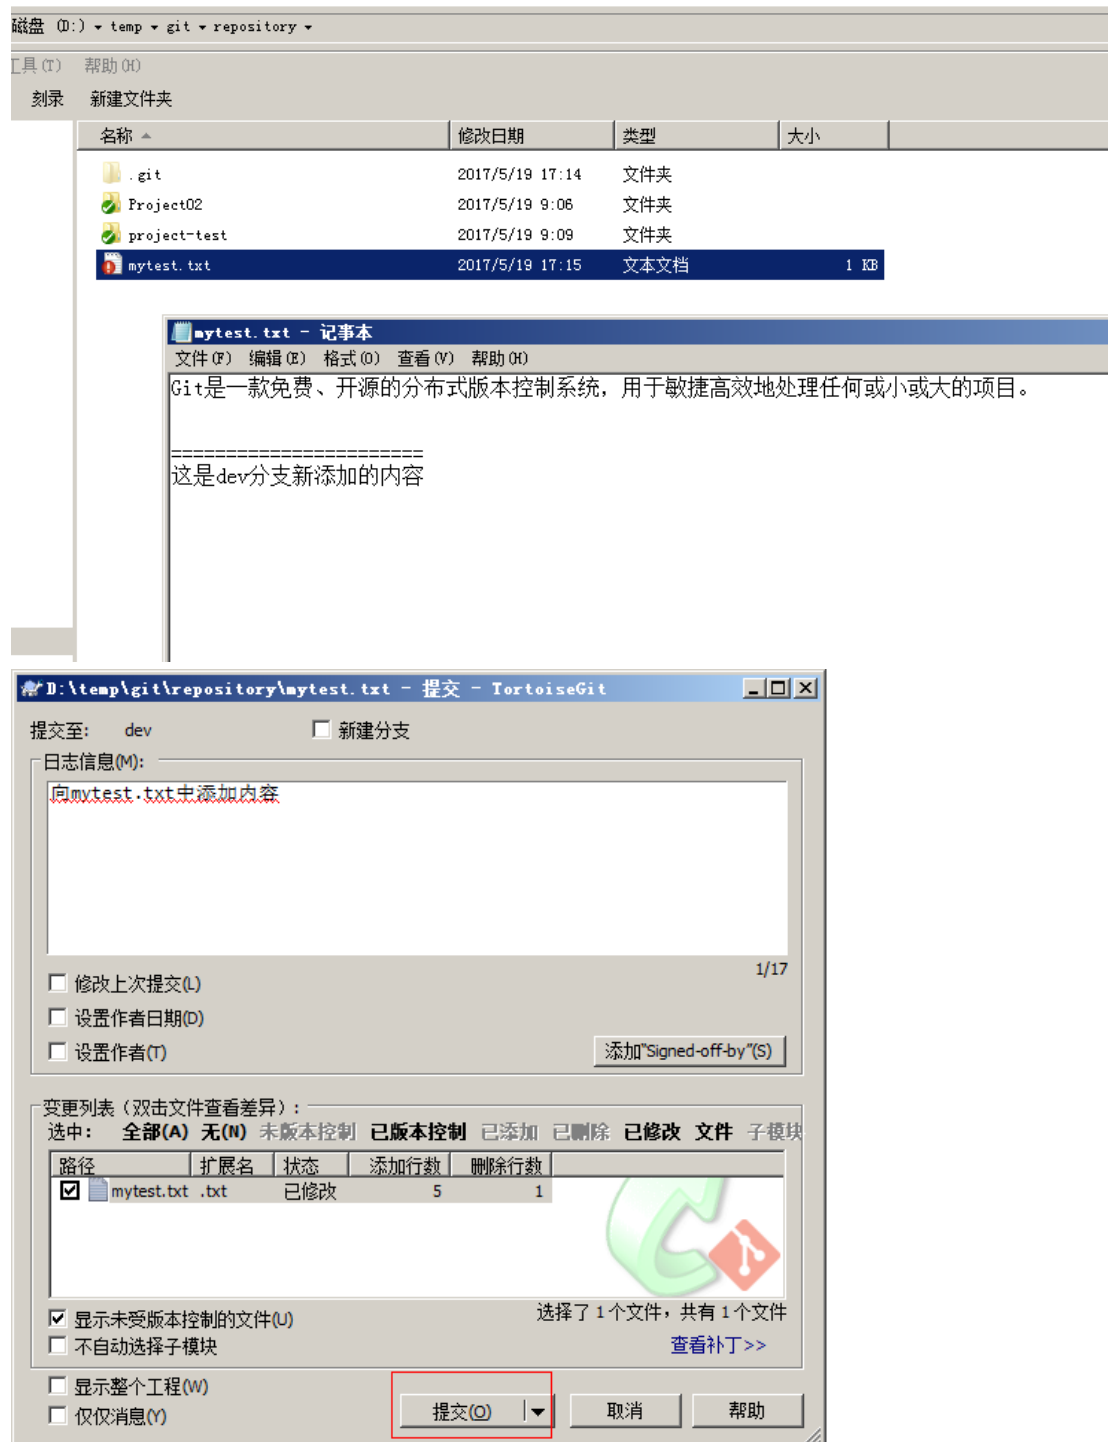 磁盘 (D:) ▾ temp ▾ git ▾ repository ▾
工具(T) 帮助(H)
刻录 新建文件夹
名称 修改日期 类型 大小
.git 2017/5/19 17:14 文件夹
Project02 2017/5/19 9:06 文件夹
project-test 2017/5/19 9:09 文件夹
mytest.txt 2017/5/19 17:15 文本文档 1 KB
mytest.txt - 记事本
文件(F) 编辑(E) 格式(O) 查看(V) 帮助(H)
Git是一款免费、开源的分布式版本控制系统，用于敏捷高效地处理任何或小或大的项目。
=======================
这是dev分支新添加的内容
D:\temp\git\repository\mytest.txt - 提交 - TortoiseGit
提交至: dev 新建分支
日志信息(M):
向mytest.txt中添加内容
1/17
修改上次提交(L)
设置作者日期(D)
设置作者(T) 添加"Signed-off-by"(S)
变更列表（双击文件查看差异）:
选中: 全部(A) 无(N) 未版本控制 已版本控制 已添加 已删除 已修改 文件 子模块
路径 扩展名 状态 添加行数 删除行数
mytest.txt .txt 已修改 5 1
显示未受版本控制的文件(U) 选择了 1 个文件，共有 1 个文件
不自动选择子模块 查看补丁>>
显示整个工程(W)
仅仅消息(Y) 提交(O) 取消 帮助